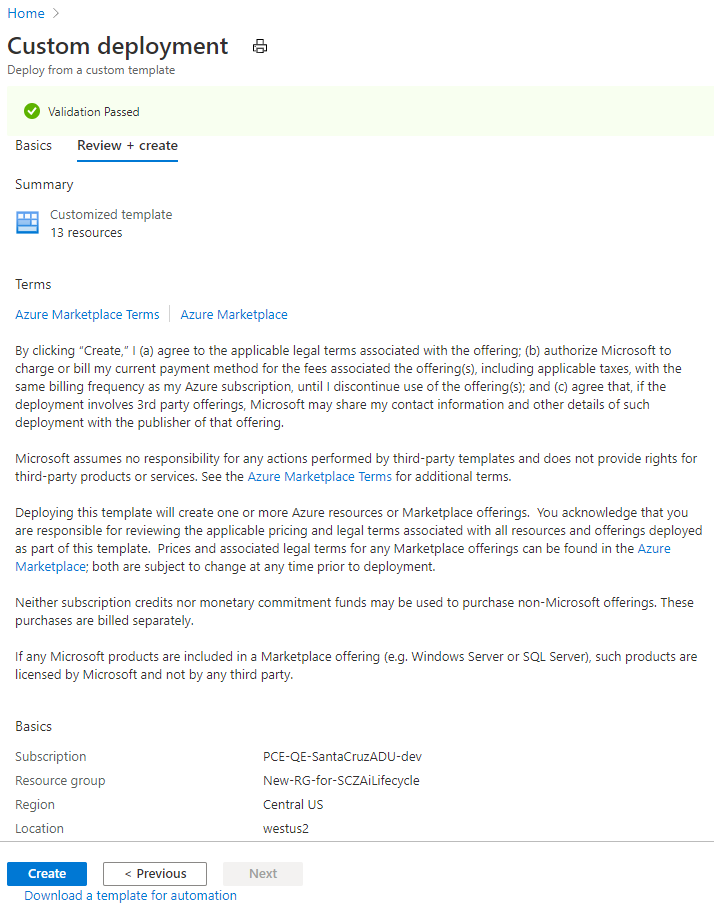 Home >
Custom deployment
Deploy from a custom template
Validation Passed
Basics Review + create
Summary
Customized template
13 resources
Terms
Azure Marketplace Terms | Azure Marketplace
By clicking “Create,” I (a) agree to the applicable legal terms associated with the offering; (b) authorize Microsoft to
charge or bill my current payment method for the fees associated the offering(s), including applicable taxes, with the
same billing frequency as my Azure subscription, until I discontinue use of the offering(s); and (c) agree that, if the
deployment involves 3rd party offerings, Microsoft may share my contact information and other details of such
deployment with the publisher of that offering.
Microsoft assumes no responsibility for any actions performed by third-party templates and does not provide rights for
third-party products or services. See the Azure Marketplace Terms for additional terms.
Deploying this template will create one or more Azure resources or Marketplace offerings. You acknowledge that you
are responsible for reviewing the applicable pricing and legal terms associated with all resources and offerings deployed
as part of this template. Prices and associated legal terms for any Marketplace offerings can be found in the Azure
Marketplace; both are subject to change at any time prior to deployment.
Neither subscription credits nor monetary commitment funds may be used to purchase non-Microsoft offerings. These
purchases are billed separately.
If any Microsoft products are included in a Marketplace offering (e.g. Windows Server or SQL Server), such products are
licensed by Microsoft and not by any third party.
Basics
Subscription PCE-QE-SantaCruzADU-dev
Resource group New-RG-for-SCZAiLifecycle
Region Central US
Location westus2
Create < Previous Next
Download a template for automation